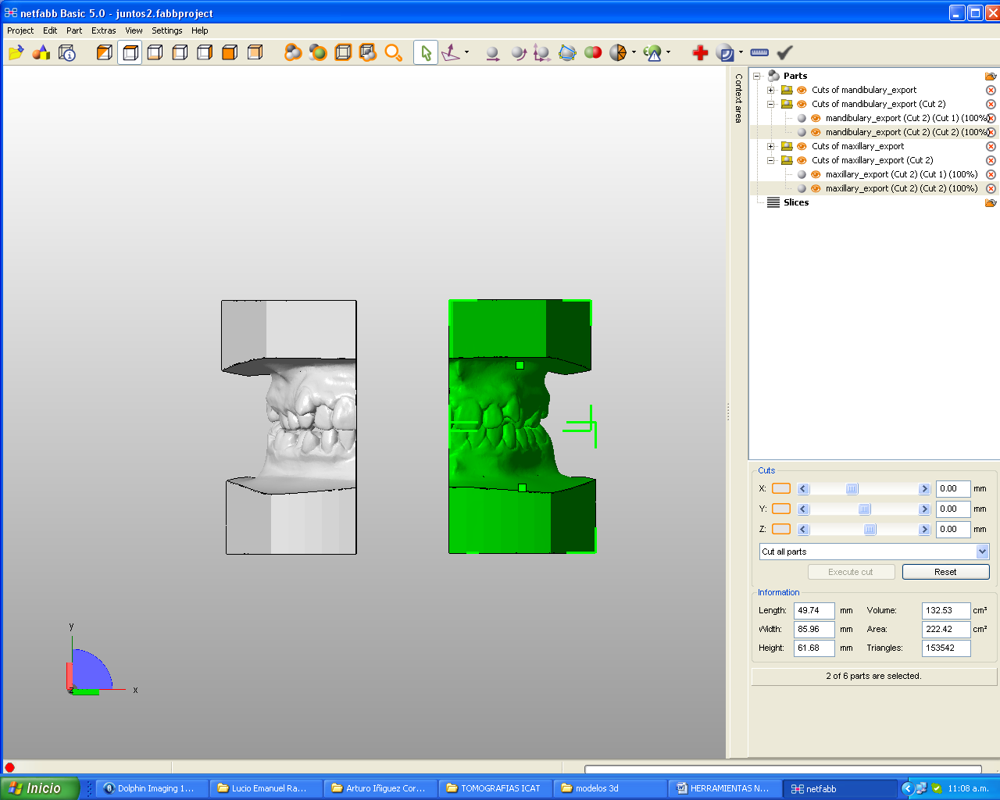 netfabb Basic 5.0 - juntos2.fabbproject
Project Edit Part Extras View Settings Help
Context area
Parts
Cuts of mandibulary_export
Cuts of mandibulary_export (Cut 2)
mandibulary_export (Cut 2) (Cut 1) (100%)
mandibulary_export (Cut 2) (Cut 2) (100%)
Cuts of maxillary_export
Cuts of maxillary_export (Cut 2)
maxillary_export (Cut 2) (Cut 1) (100%)
maxillary_export (Cut 2) (Cut 2) (100%)
Slices
Cuts
X: 0.00 mm
Y: 0.00 mm
Z: 0.00 mm
Cut all parts
Execute cut Reset
Information
Length: 49.74 mm Volume: 132.53 cm³
Width: 85.96 mm Area: 222.42 cm²
Height: 61.68 mm Triangles: 153542
2 of 6 parts are selected.
y
z
x
Inicio Dolphin Imaging 1... Lucio Emanuel Ra... Arturo Iñiguez Cor... TOMOGRAFIAS ICAT modelos 3d HERRAMIENTAS N... netfabb 11:08 a.m.